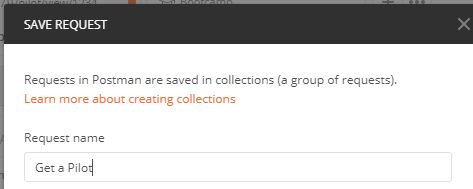 SAVE REQUEST
Requests in Postman are saved in collections (a group of requests).
Learn more about creating collections
Request name
Get a Pilot